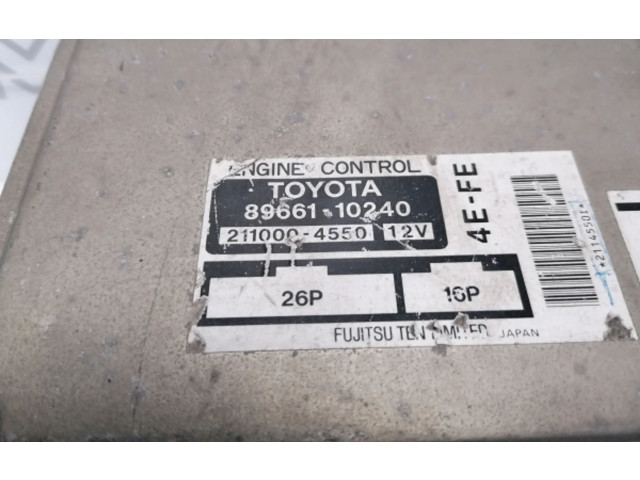 ENGINE CONTROL
TOYOTA
89661-10240
211000-4550 12V
4E-FE
26P
16P
FUJITSU TEN LIMITED JAPAN